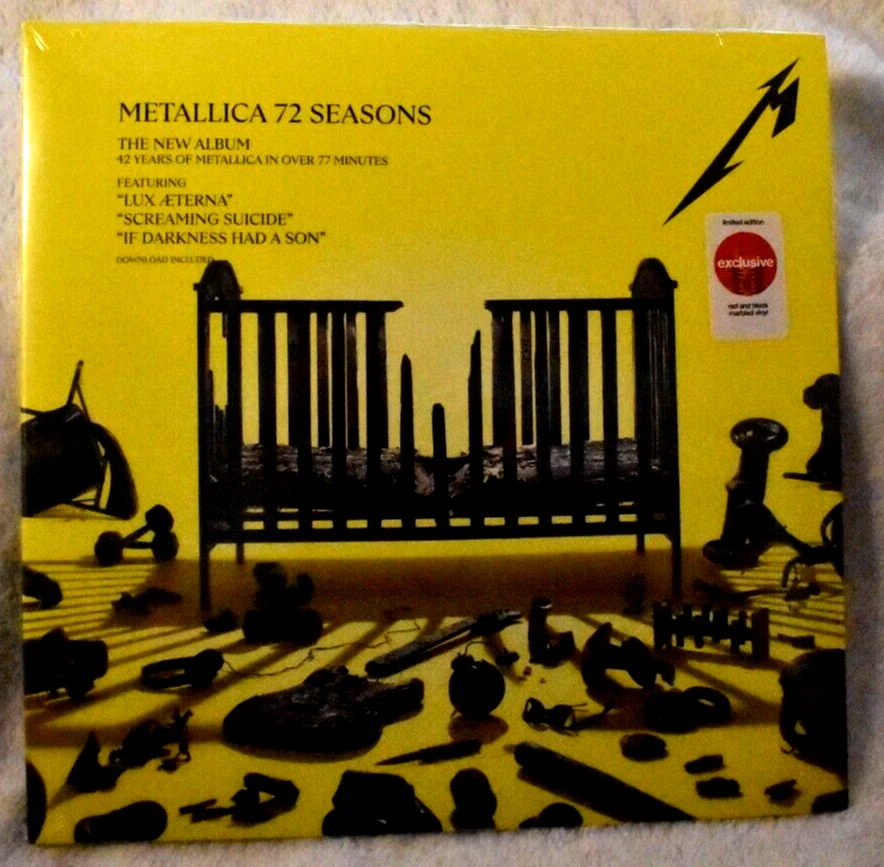 METALLICA 72 SEASONS
THE NEW ALBUM
42 YEARS OF METALLICA IN OVER 77 MINUTES
FEATURING
“LUX ÆTERNA”
“SCREAMING SUICIDE”
“IF DARKNESS HAD A SON”
DOWNLOAD INCLUDED
M
limited edition
exclusive
red and black
marbled vinyl